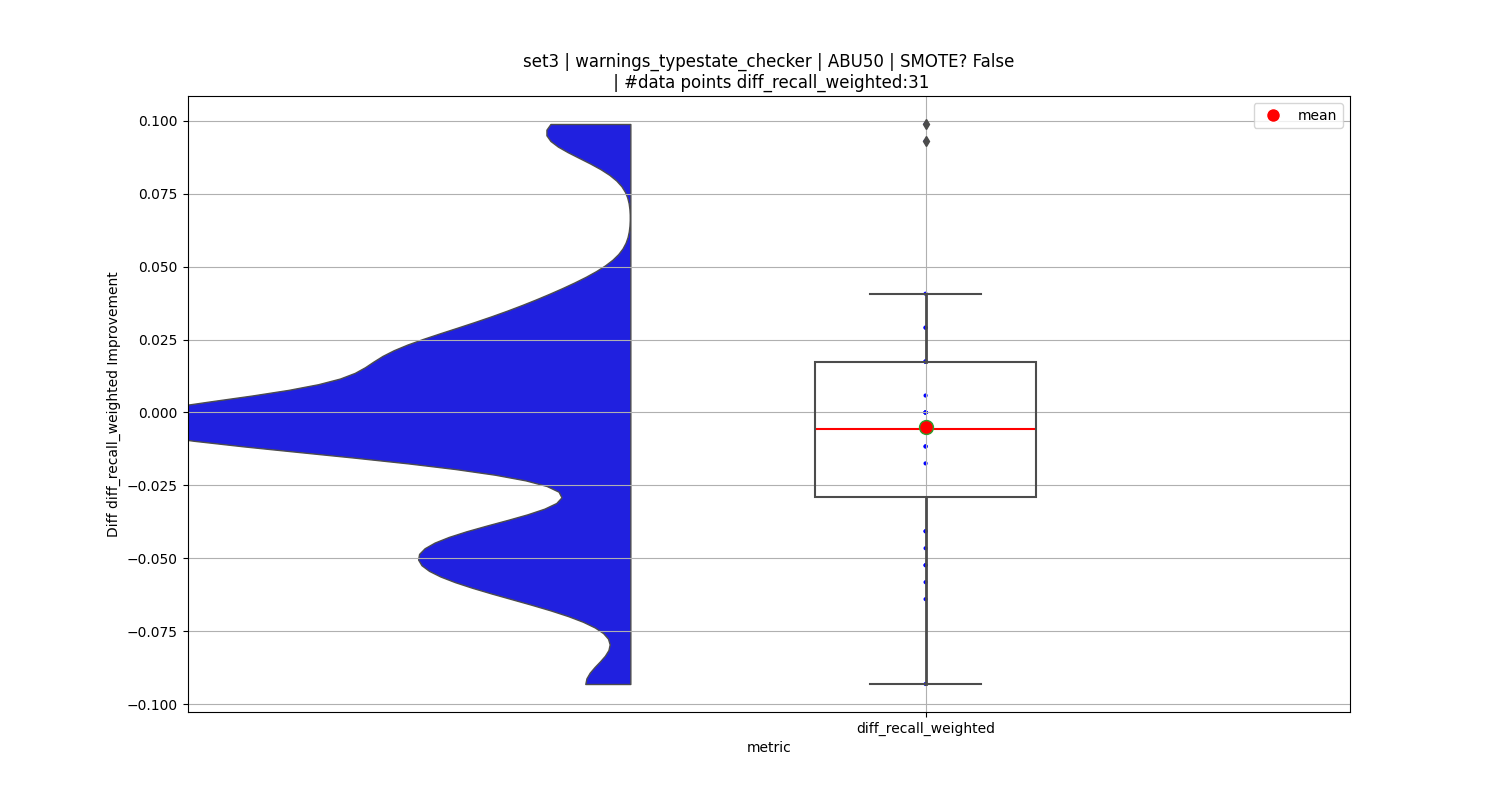 set3 | warnings_typestate_checker | ABU50 | SMOTE? False
| #data points diff_recall_weighted:31
mean
0.100
0.075
0.050
0.025
0.000
−0.025
−0.050
−0.075
−0.100
Diff diff_recall_weighted Improvement
diff_recall_weighted
metric